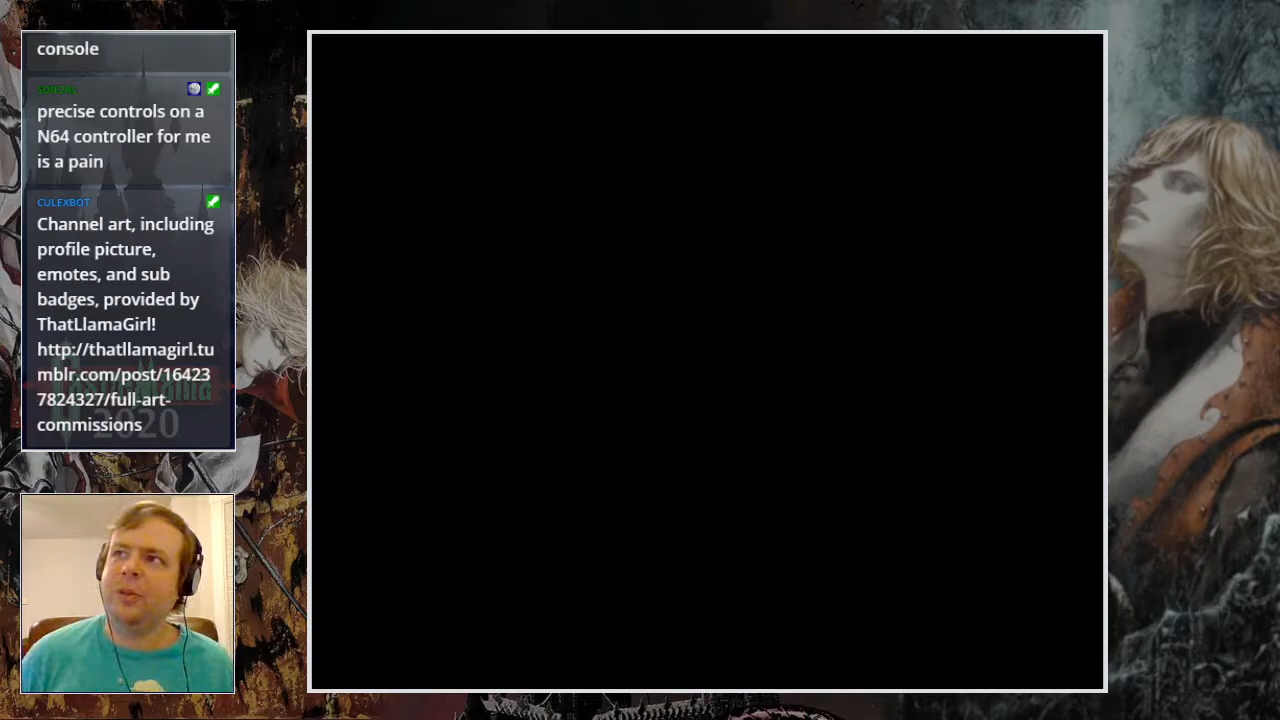 console
precise controls on a
N64 controller for me
is a pain
CULEXBOT
Channel art, including
profile picture,
emotes, and sub
badges, provided by
ThatLlamaGirl!
http://thatllamagirl.tu
mblr.com/post/16423
7824327/full-art-
commissions
2020